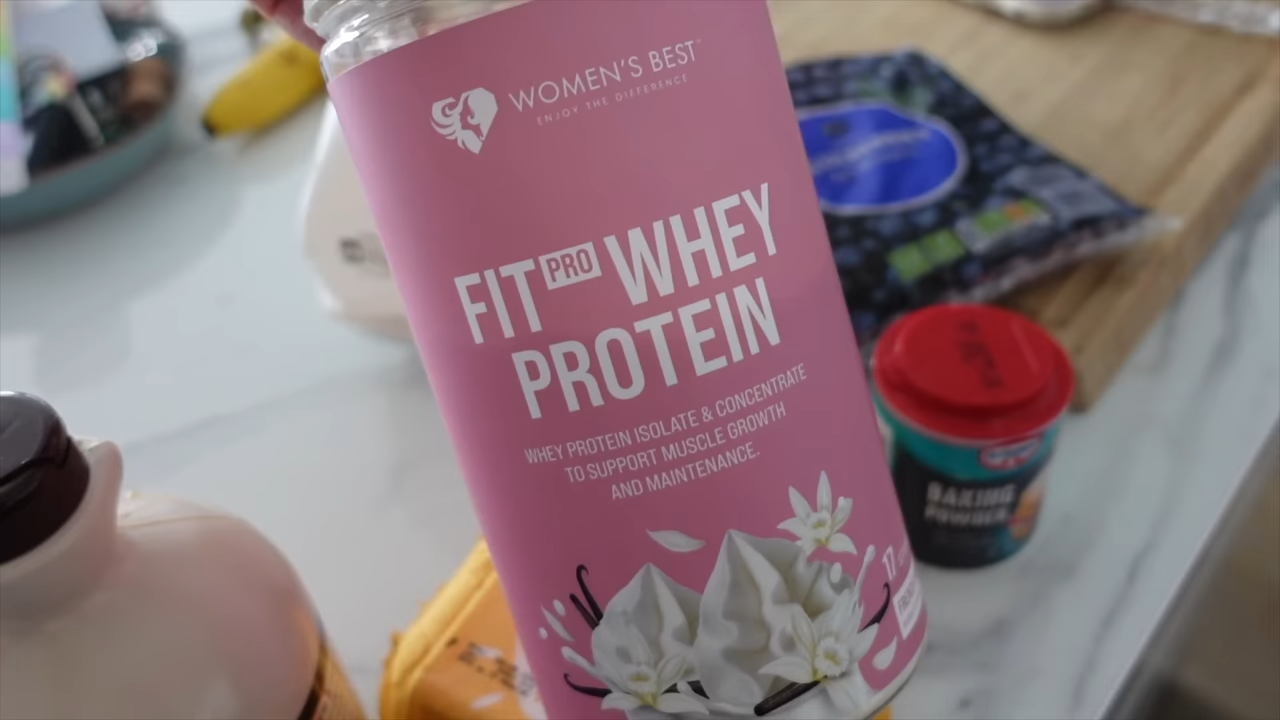 WOMEN'S BEST
ENJOY THE DIFFERENCE
FIT PRO WHEY
PROTEIN
WHEY PROTEIN ISOLATE & CONCENTRATE
TO SUPPORT MUSCLE GROWTH
AND MAINTENANCE.
17
BAKING
POWDER